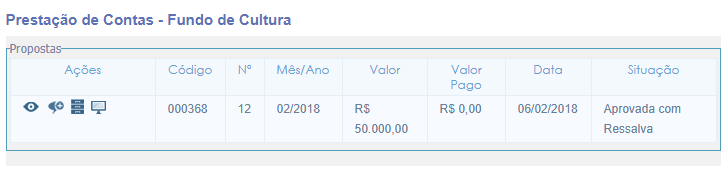 Prestação de Contas - Fundo de Cultura
Propostas
Ações Código Nº Mês/Ano Valor Valor Pago Data Situação
000368 12 02/2018 R$ 50.000,00 R$ 0,00 06/02/2018 Aprovada com Ressalva